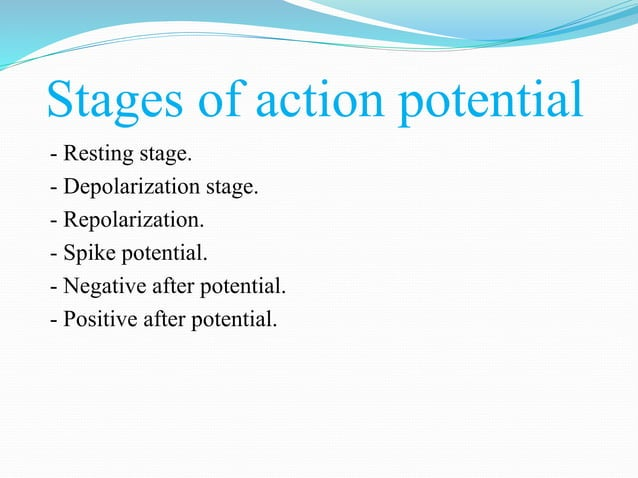 Stages of action potential
- Resting stage.
- Depolarization stage.
- Repolarization.
- Spike potential.
- Negative after potential.
- Positive after potential.